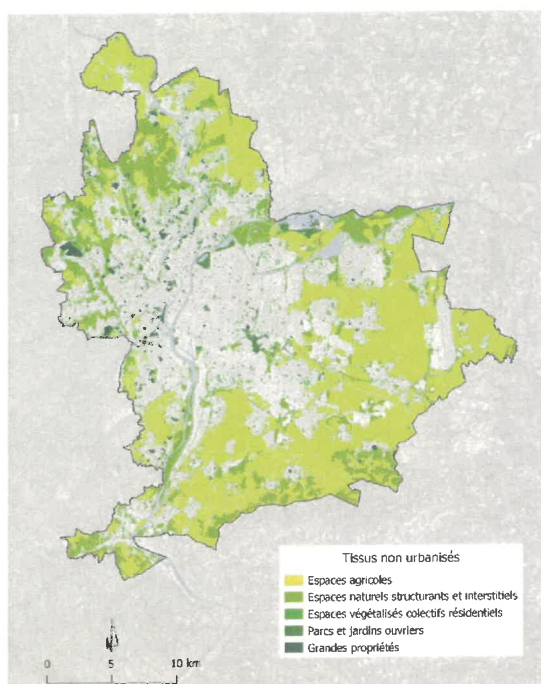 Tissus non urbanisés
Espaces agricoles
Espaces naturels structurants et interstitiels
Espaces végétalisés colectifs résidentiels
Parcs et jardins ouvriers
Grandes propriétés
0 5 10 km